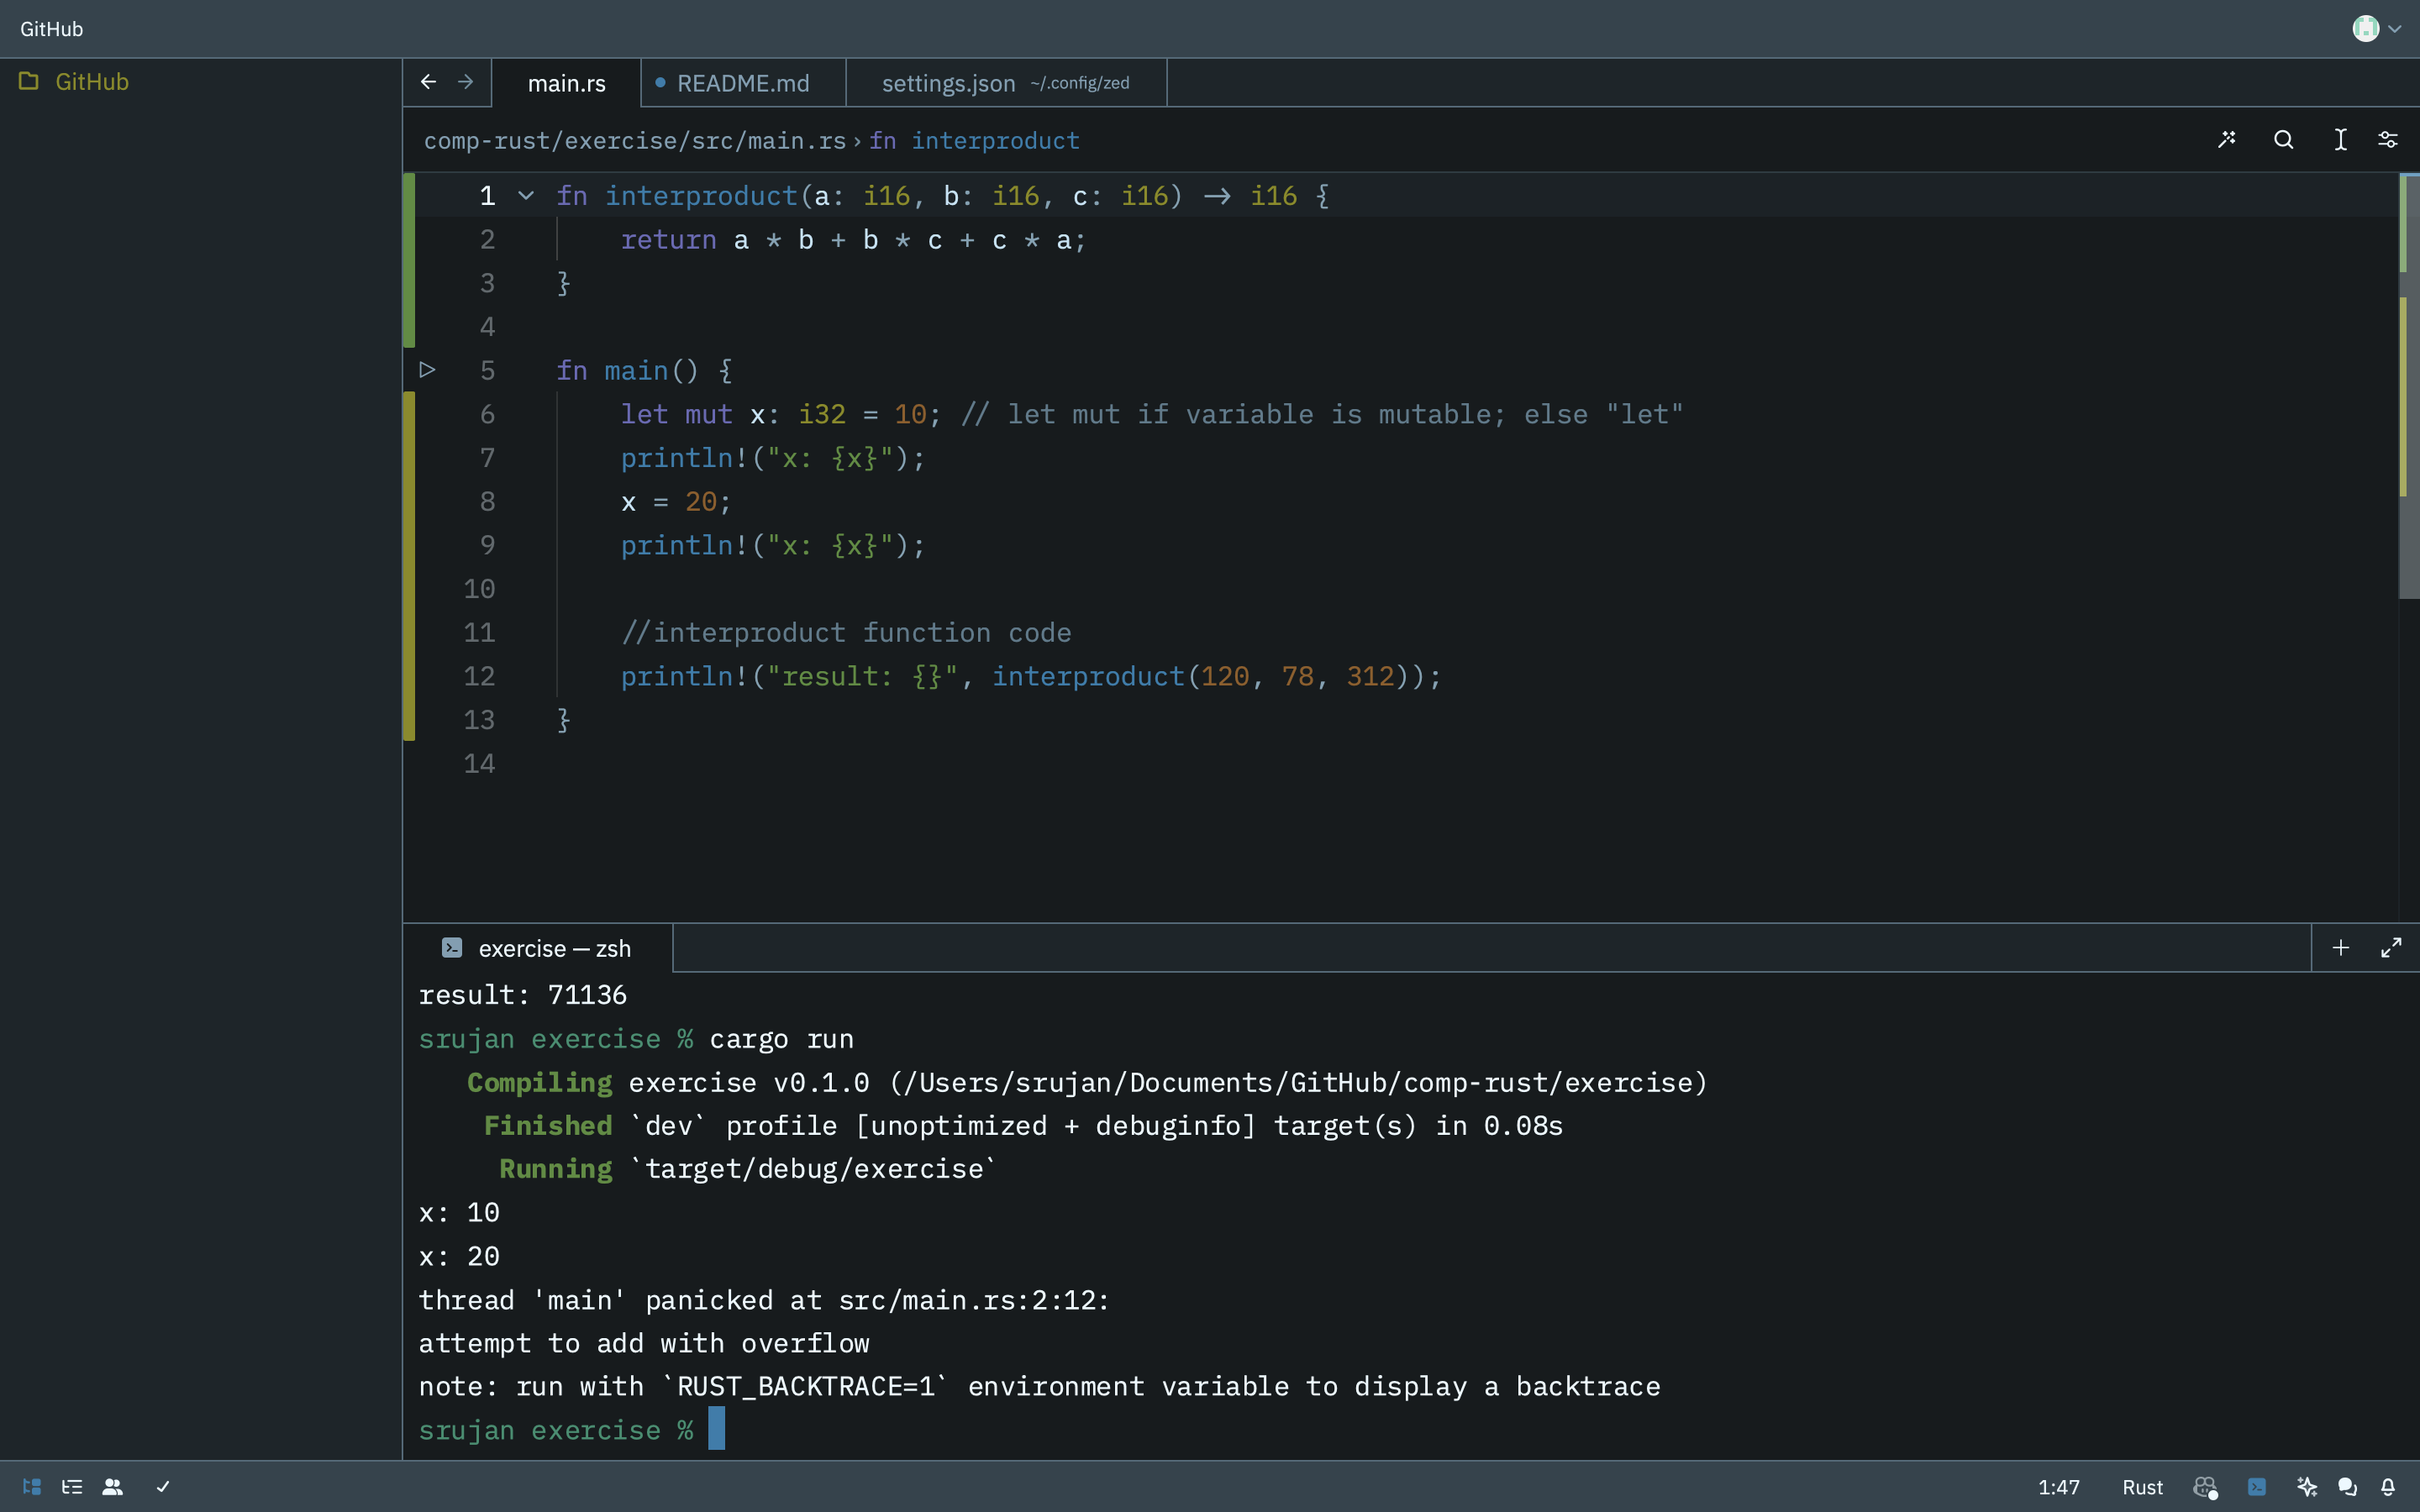 GitHub
GitHub
main.rs
README.md
settings.json ~/.config/zed
comp-rust/exercise/src/main.rs › fn interproduct
1 fn interproduct(a: i16, b: i16, c: i16) -> i16 {
2 return a * b + b * c + c * a;
3 }
4
5 fn main() {
6 let mut x: i32 = 10; // let mut if variable is mutable; else "let"
7 println!("x: {x}");
8 x = 20;
9 println!("x: {x}");
10
11 //interproduct function code
12 println!("result: {}", interproduct(120, 78, 312));
13 }
14
exercise — zsh
result: 71136
srujan exercise % cargo run
Compiling exercise v0.1.0 (/Users/srujan/Documents/GitHub/comp-rust/exercise)
Finished `dev` profile [unoptimized + debuginfo] target(s) in 0.08s
Running `target/debug/exercise`
x: 10
x: 20
thread 'main' panicked at src/main.rs:2:12:
attempt to add with overflow
note: run with `RUST_BACKTRACE=1` environment variable to display a backtrace
srujan exercise %
1:47 Rust